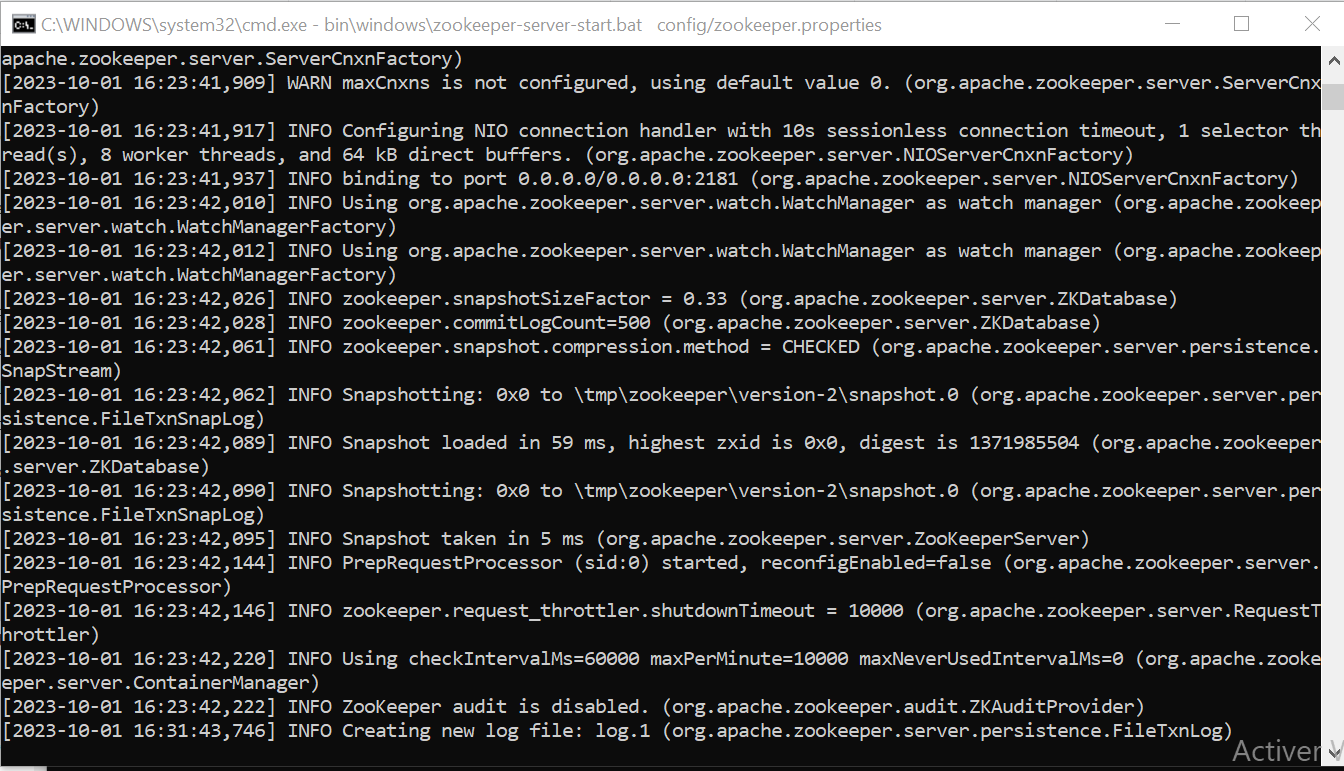 C:\WINDOWS\system32\cmd.exe - bin\windows\zookeeper-server-start.bat config/zookeeper.properties
apache.zookeeper.server.ServerCnxnFactory)
[2023-10-01 16:23:41,909] WARN maxCnxns is not configured, using default value 0. (org.apache.zookeeper.server.ServerCnx
nFactory)
[2023-10-01 16:23:41,917] INFO Configuring NIO connection handler with 10s sessionless connection timeout, 1 selector th
read(s), 8 worker threads, and 64 kB direct buffers. (org.apache.zookeeper.server.NIOServerCnxnFactory)
[2023-10-01 16:23:41,937] INFO binding to port 0.0.0.0/0.0.0.0:2181 (org.apache.zookeeper.server.NIOServerCnxnFactory)
[2023-10-01 16:23:42,010] INFO Using org.apache.zookeeper.server.watch.WatchManager as watch manager (org.apache.zookeep
er.server.watch.WatchManagerFactory)
[2023-10-01 16:23:42,012] INFO Using org.apache.zookeeper.server.watch.WatchManager as watch manager (org.apache.zookeep
er.server.watch.WatchManagerFactory)
[2023-10-01 16:23:42,026] INFO zookeeper.snapshotSizeFactor = 0.33 (org.apache.zookeeper.server.ZKDatabase)
[2023-10-01 16:23:42,028] INFO zookeeper.commitLogCount=500 (org.apache.zookeeper.server.ZKDatabase)
[2023-10-01 16:23:42,061] INFO zookeeper.snapshot.compression.method = CHECKED (org.apache.zookeeper.server.persistence.
SnapStream)
[2023-10-01 16:23:42,062] INFO Snapshotting: 0x0 to \tmp\zookeeper\version-2\snapshot.0 (org.apache.zookeeper.server.per
sistence.FileTxnSnapLog)
[2023-10-01 16:23:42,089] INFO Snapshot loaded in 59 ms, highest zxid is 0x0, digest is 1371985504 (org.apache.zookeeper
.server.ZKDatabase)
[2023-10-01 16:23:42,090] INFO Snapshotting: 0x0 to \tmp\zookeeper\version-2\snapshot.0 (org.apache.zookeeper.server.per
sistence.FileTxnSnapLog)
[2023-10-01 16:23:42,095] INFO Snapshot taken in 5 ms (org.apache.zookeeper.server.ZooKeeperServer)
[2023-10-01 16:23:42,144] INFO PrepRequestProcessor (sid:0) started, reconfigEnabled=false (org.apache.zookeeper.server.
PrepRequestProcessor)
[2023-10-01 16:23:42,146] INFO zookeeper.request_throttler.shutdownTimeout = 10000 (org.apache.zookeeper.server.RequestT
hrottler)
[2023-10-01 16:23:42,220] INFO Using checkIntervalMs=60000 maxPerMinute=10000 maxNeverUsedIntervalMs=0 (org.apache.zooke
eper.server.ContainerManager)
[2023-10-01 16:23:42,222] INFO ZooKeeper audit is disabled. (org.apache.zookeeper.audit.ZKAuditProvider)
[2023-10-01 16:31:43,746] INFO Creating new log file: log.1 (org.apache.zookeeper.server.persistence.FileTxnLog)
Activer